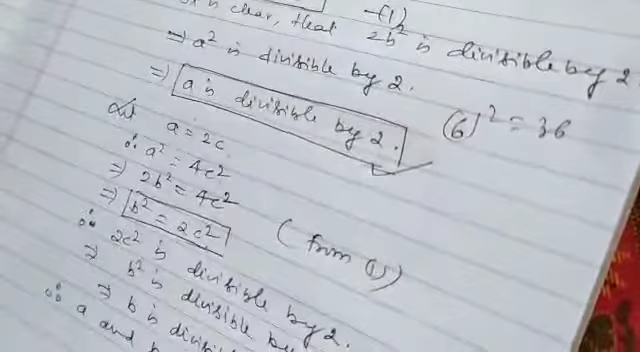 is clear, that 2b² is divisible by 2
—(1)
⇒ a² is divisible by 2.
⇒ a is divisible by 2.
(6)² = 36
Let a = 2c
∴ a² = 4c²
⇒ 2b² = 4c²
⇒ b² = 2c² (from (1))
∴ 2c² is divisible by 2.
⇒ b² is divisible by
⇒ b is divisib
∴ a and b